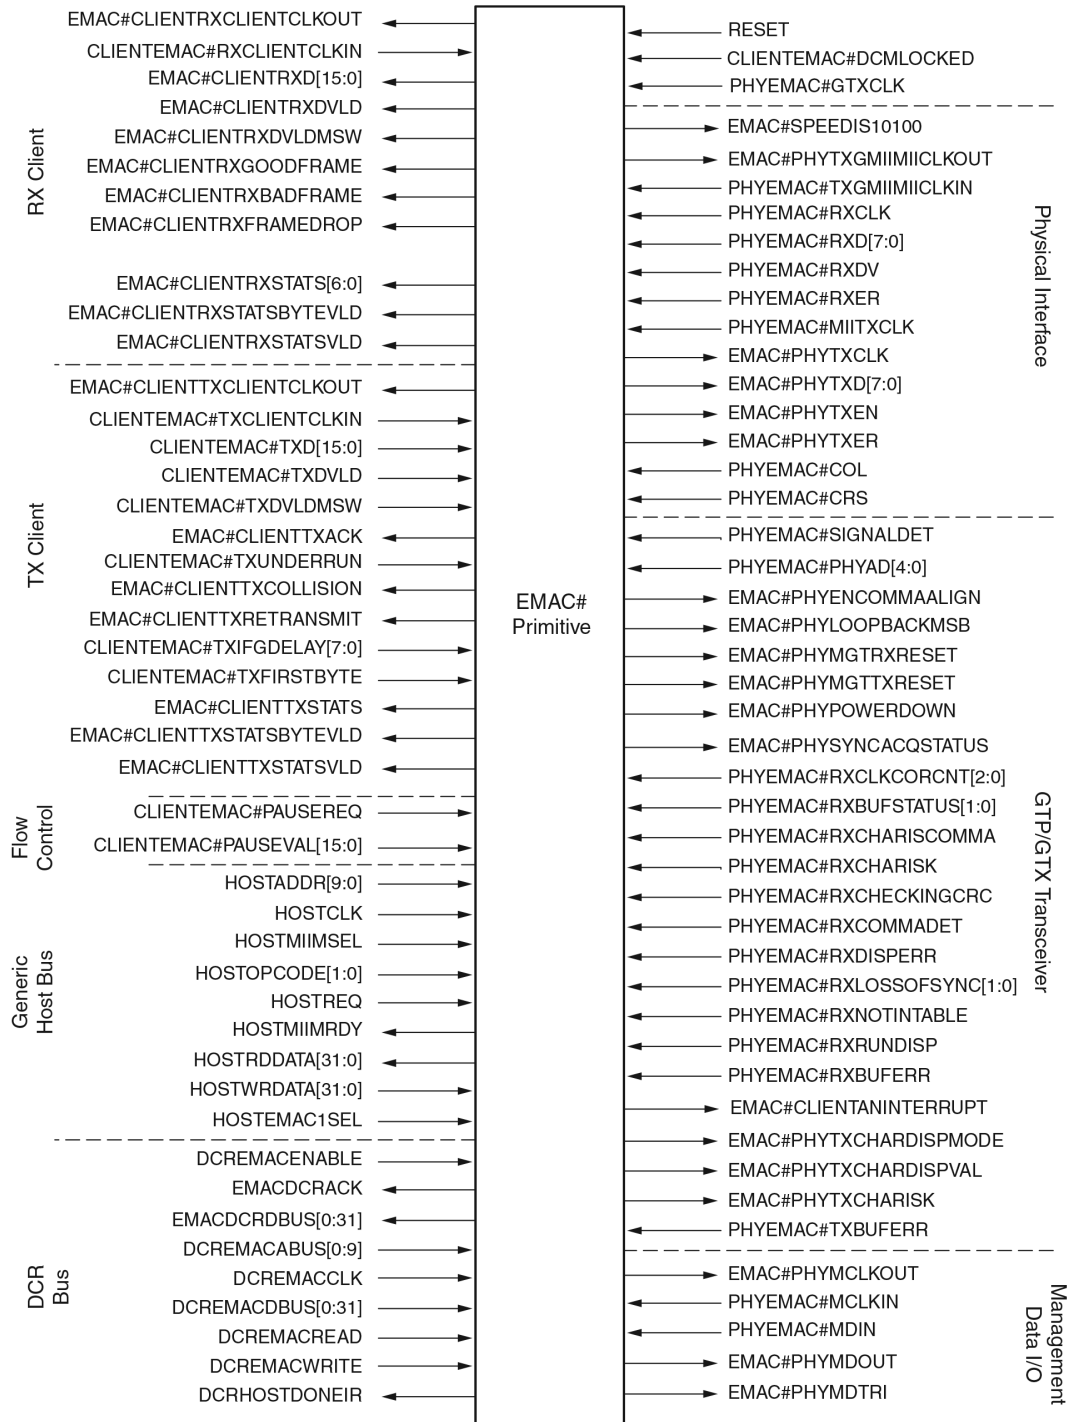 EMAC#CLIENTRXCLIENTCLKOUT
CLIENTEMAC#RXCLIENTCLKIN
EMAC#CLIENTRXD[15:0]
EMAC#CLIENTRXDVLD
EMAC#CLIENTRXDVLDMSW
EMAC#CLIENTRXGOODFRAME
EMAC#CLIENTRXBADFRAME
EMAC#CLIENTRXFRAMEDROP
EMAC#CLIENTRXSTATS[6:0]
EMAC#CLIENTRXSTATSBYTEVLD
EMAC#CLIENTRXSTATSVLD
RX Client
EMAC#CLIENTTXCLIENTCLKOUT
CLIENTEMAC#TXCLIENTCLKIN
CLIENTEMAC#TXD[15:0]
CLIENTEMAC#TXDVLD
CLIENTEMAC#TXDVLDMSW
EMAC#CLIENTTXACK
CLIENTEMAC#TXUNDERRUN
EMAC#CLIENTTXCOLLISION
EMAC#CLIENTTXRETRANSMIT
CLIENTEMAC#TXIFGDELAY[7:0]
CLIENTEMAC#TXFIRSTBYTE
EMAC#CLIENTTXSTATS
EMAC#CLIENTTXSTATSBYTEVLD
EMAC#CLIENTTXSTATSVLD
TX Client
CLIENTEMAC#PAUSEREQ
CLIENTEMAC#PAUSEVAL[15:0]
Flow
Control
HOSTADDR[9:0]
HOSTCLK
HOSTMIIMSEL
HOSTOPCODE[1:0]
HOSTREQ
HOSTMIIMRDY
HOSTRDDATA[31:0]
HOSTWRDATA[31:0]
HOSTEMAC1SEL
Generic
Host Bus
DCREMACENABLE
EMACDCRACK
EMACDCRDBUS[0:31]
DCREMACABUS[0:9]
DCREMACCLK
DCREMACDBUS[0:31]
DCREMACREAD
DCREMACWRITE
DCRHOSTDONEIR
DCR
Bus
EMAC#
Primitive
RESET
CLIENTEMAC#DCMLOCKED
PHYEMAC#GTXCLK
EMAC#SPEEDIS10100
EMAC#PHYTXGMIIMIICLKOUT
PHYEMAC#TXGMIIMIICLKIN
PHYEMAC#RXCLK
PHYEMAC#RXD[7:0]
PHYEMAC#RXDV
PHYEMAC#RXER
PHYEMAC#MIITXCLK
EMAC#PHYTXCLK
EMAC#PHYTXD[7:0]
EMAC#PHYTXEN
EMAC#PHYTXER
PHYEMAC#COL
PHYEMAC#CRS
Physical Interface
PHYEMAC#SIGNALDET
PHYEMAC#PHYAD[4:0]
EMAC#PHYENCOMMAALIGN
EMAC#PHYLOOPBACKMSB
EMAC#PHYMGTRXRESET
EMAC#PHYMGTTXRESET
EMAC#PHYPOWERDOWN
EMAC#PHYSYNCACQSTATUS
PHYEMAC#RXCLKCORCNT[2:0]
PHYEMAC#RXBUFSTATUS[1:0]
PHYEMAC#RXCHARISCOMMA
PHYEMAC#RXCHARISK
PHYEMAC#RXCHECKINGCRC
PHYEMAC#RXCOMMADET
PHYEMAC#RXDISPERR
PHYEMAC#RXLOSSOFSYNC[1:0]
PHYEMAC#RXNOTINTABLE
PHYEMAC#RXRUNDISP
PHYEMAC#RXBUFERR
EMAC#CLIENTANINTERRUPT
EMAC#PHYTXCHARDISPMODE
EMAC#PHYTXCHARDISPVAL
EMAC#PHYTXCHARISK
PHYEMAC#TXBUFERR
GTP/GTX Transceiver
EMAC#PHYMCLKOUT
PHYEMAC#MCLKIN
PHYEMAC#MDIN
EMAC#PHYMDOUT
EMAC#PHYMDTRI
Management
Data I/O